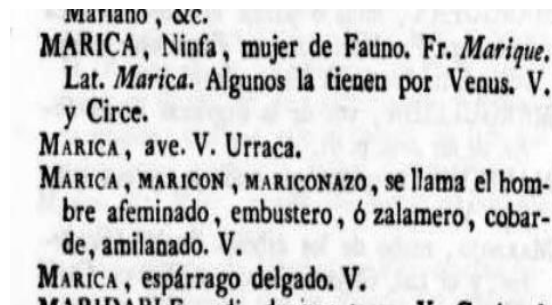 Mariano, &c.
MARICA, Ninfa, mujer de Fauno. Fr. Marique.
Lat. Marica. Algunos la tienen por Venus. V.
y Circe.
MARICA, ave. V. Urraca.
MARICA, MARICON, MARICONAZO, se llama el hom-
bre afeminado, embustero, ó zalamero, cobar-
de, amilanado. V.
MARICA, espárrago delgado. V.